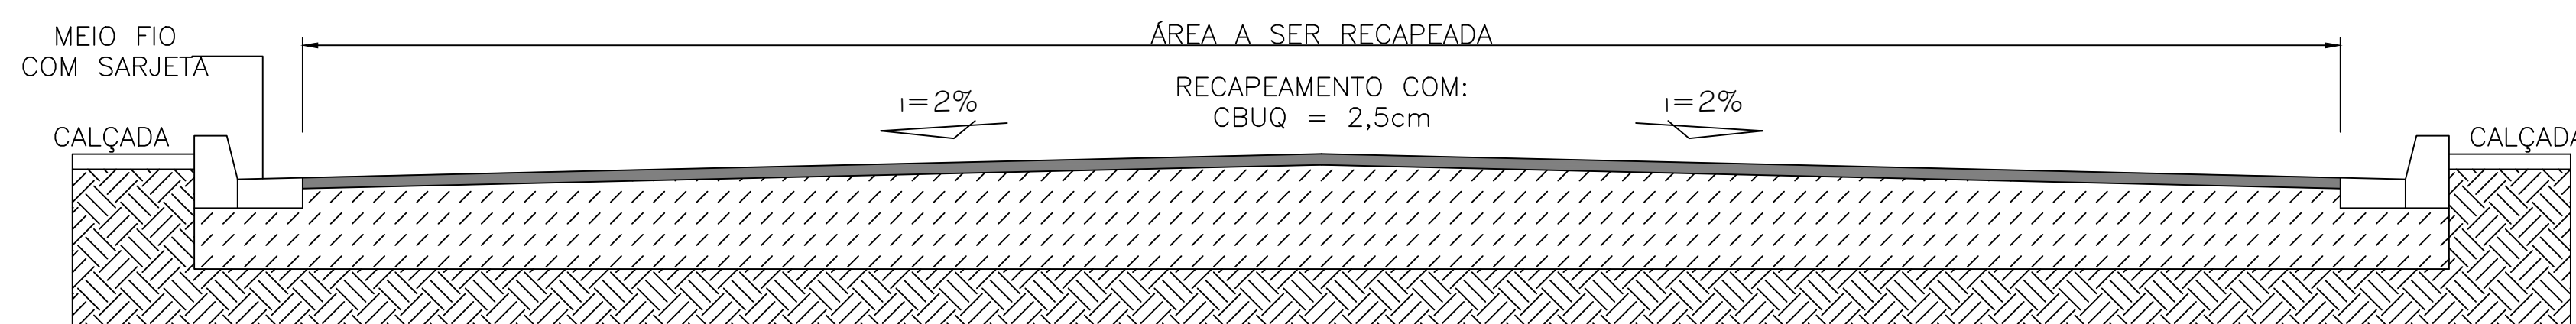 MEIO FIO
COM SARJETA
ÁREA A SER RECAPEADA
RECAPEAMENTO COM:
CBUQ = 2,5cm
i=2%
i=2%
CALÇADA
CALÇADA